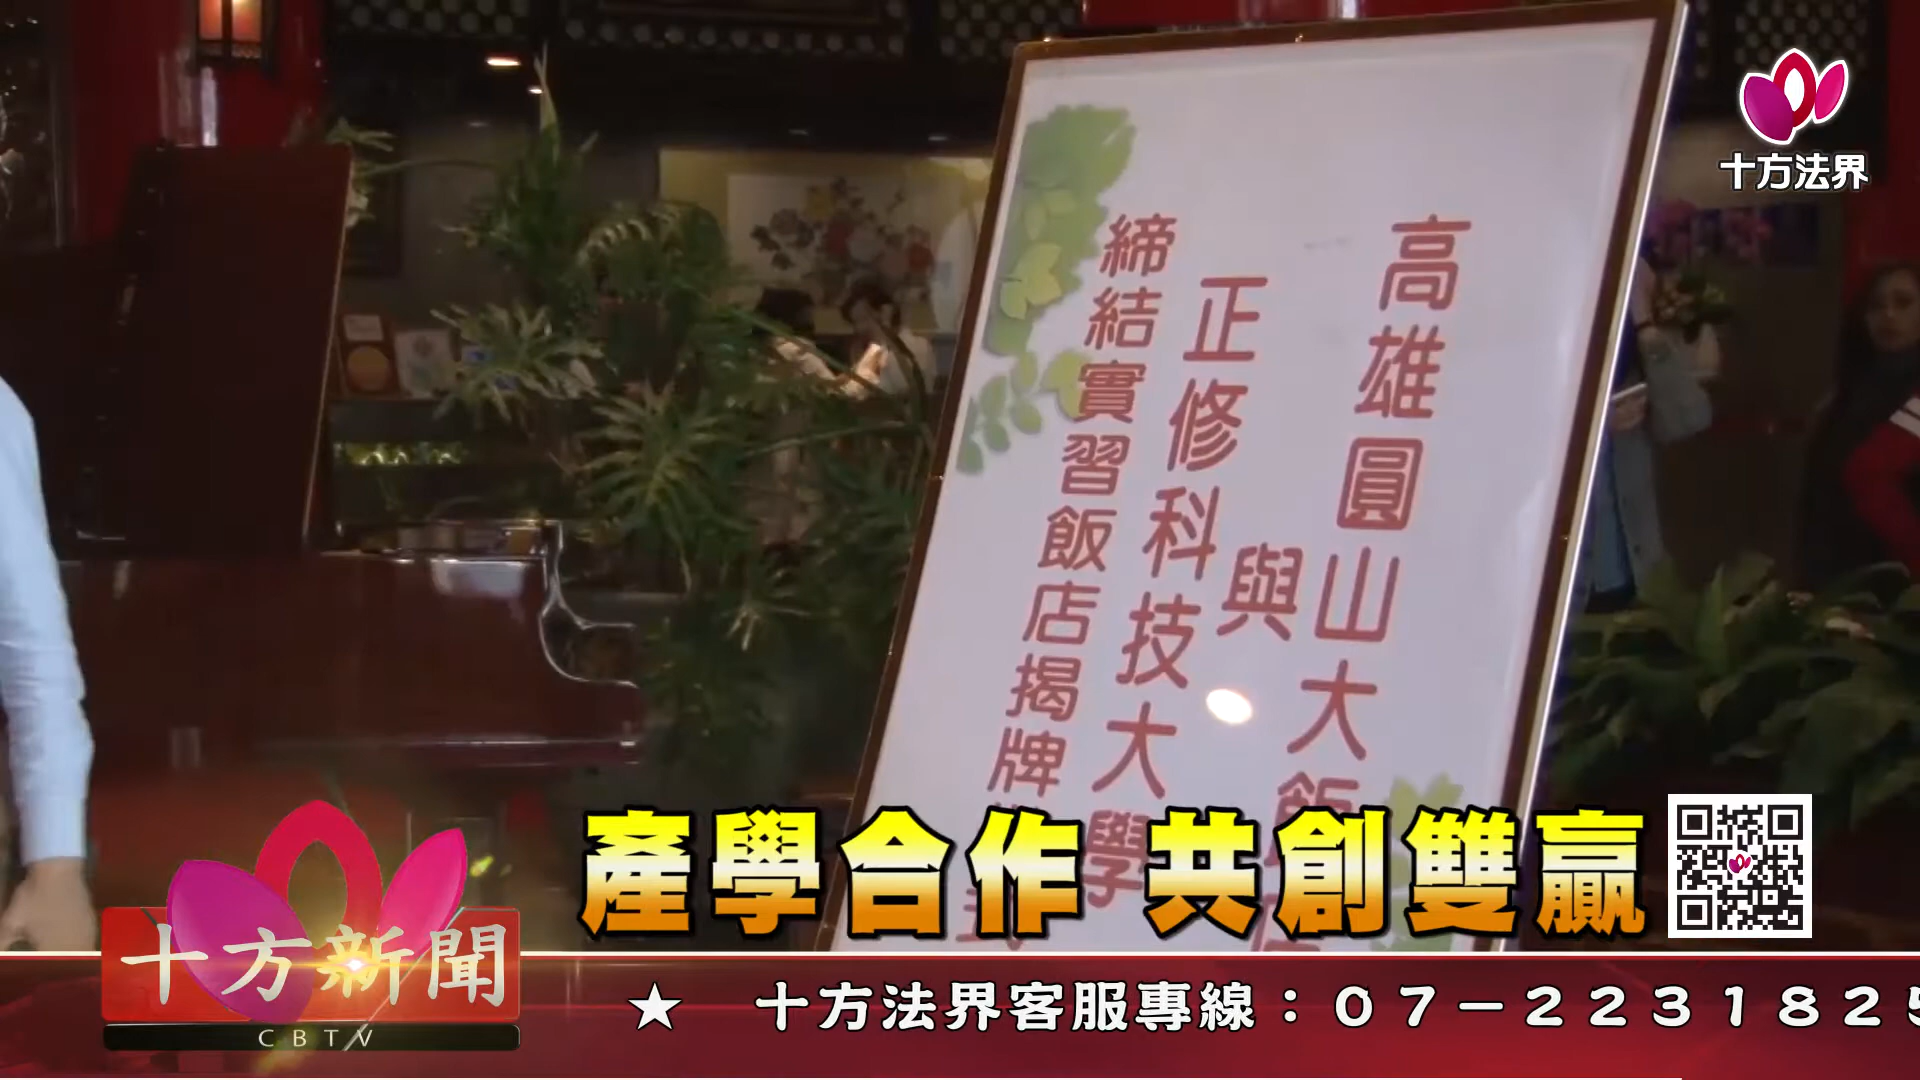 十方法界
高雄圓山大飯店
與
正修科技大學
締結實習飯店揭牌
產學合作 共創雙贏
十方新聞
CBTV
★ 十方法界客服專線：07－2231825